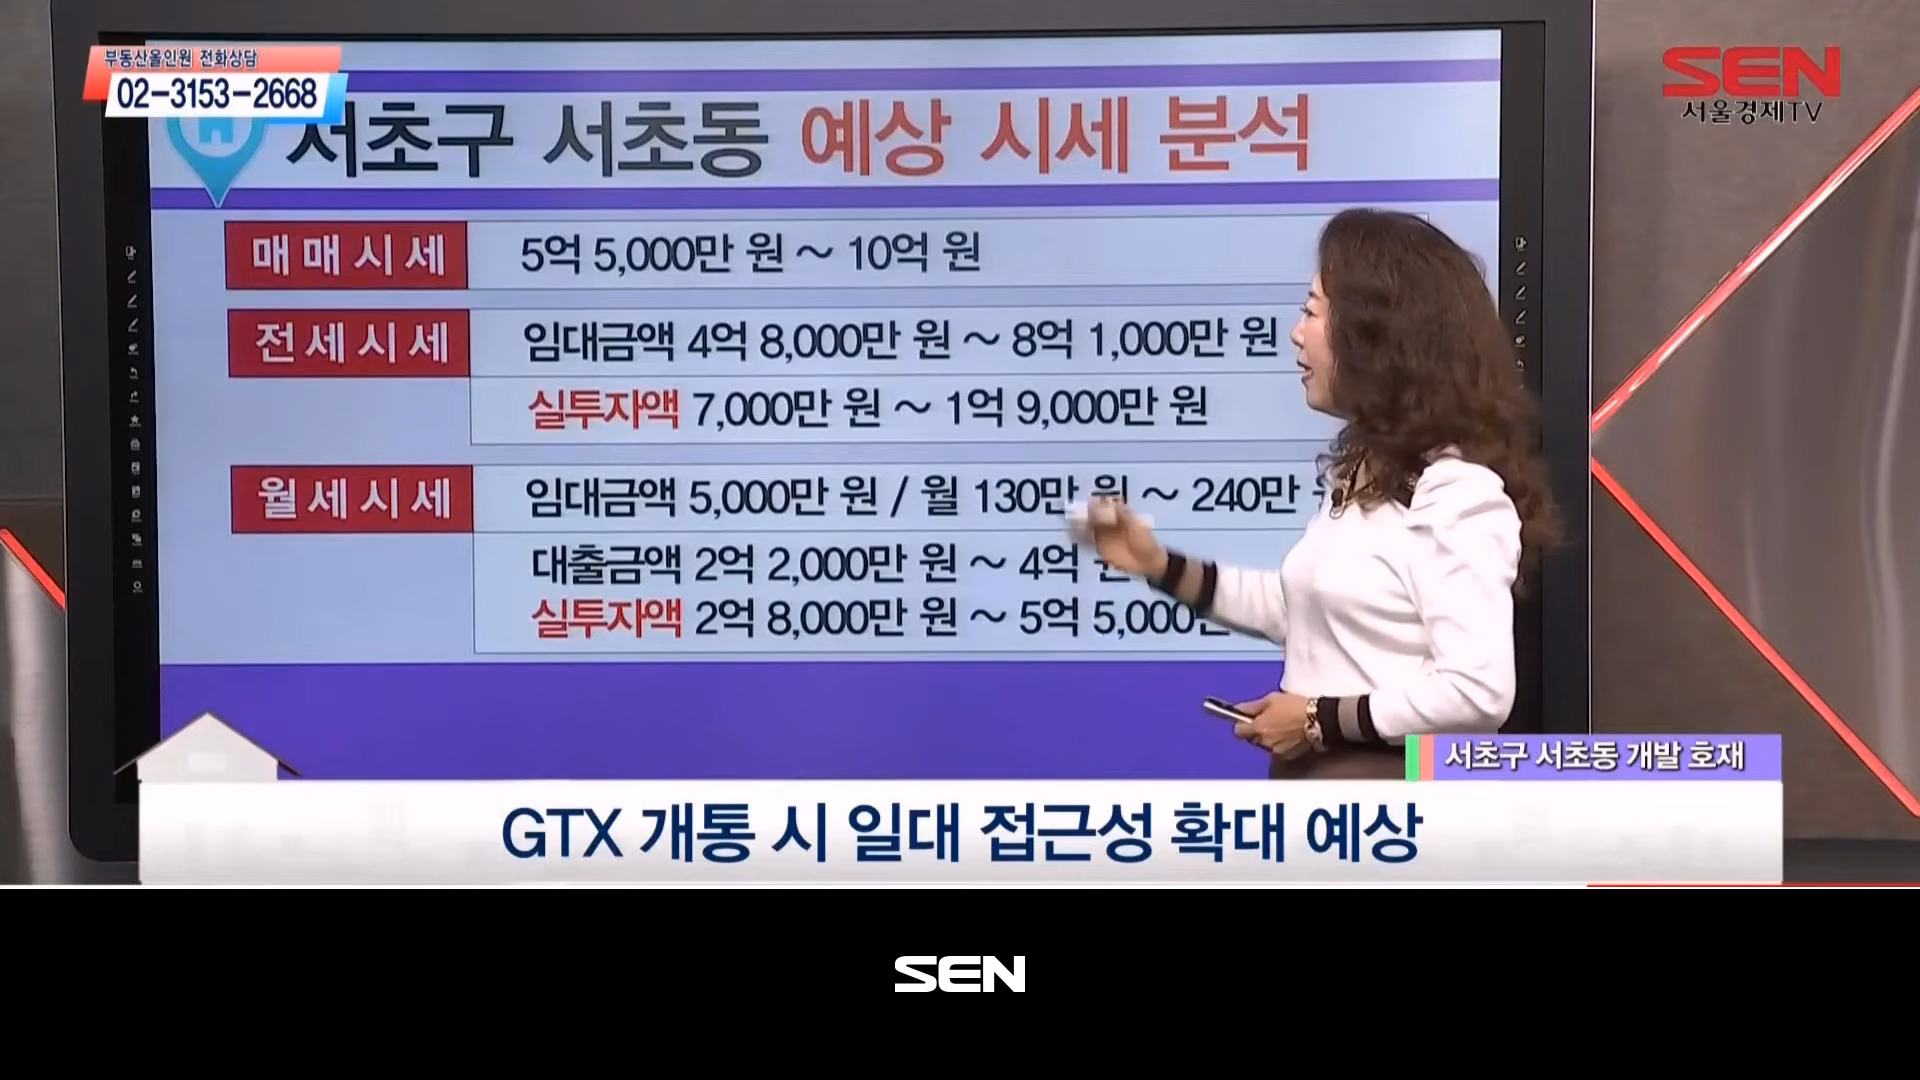 부동산올인원 전화상담
02-3153-2668
SEN
서울경제TV
서초구 서초동 예상 시세 분석
매매시세
5억 5,000만 원 ~ 10억 원
전세시세
임대금액 4억 8,000만 원 ~ 8억 1,000만 원
실투자액 7,000만 원 ~ 1억 9,000만 원
월세시세
임대금액 5,000만 원 / 월 130만 원 ~ 240만
대출금액 2억 2,000만 원 ~ 4억 원
실투자액 2억 8,000만 원 ~ 5억 5,000만
서초구 서초동 개발 호재
GTX 개통 시 일대 접근성 확대 예상
SEN